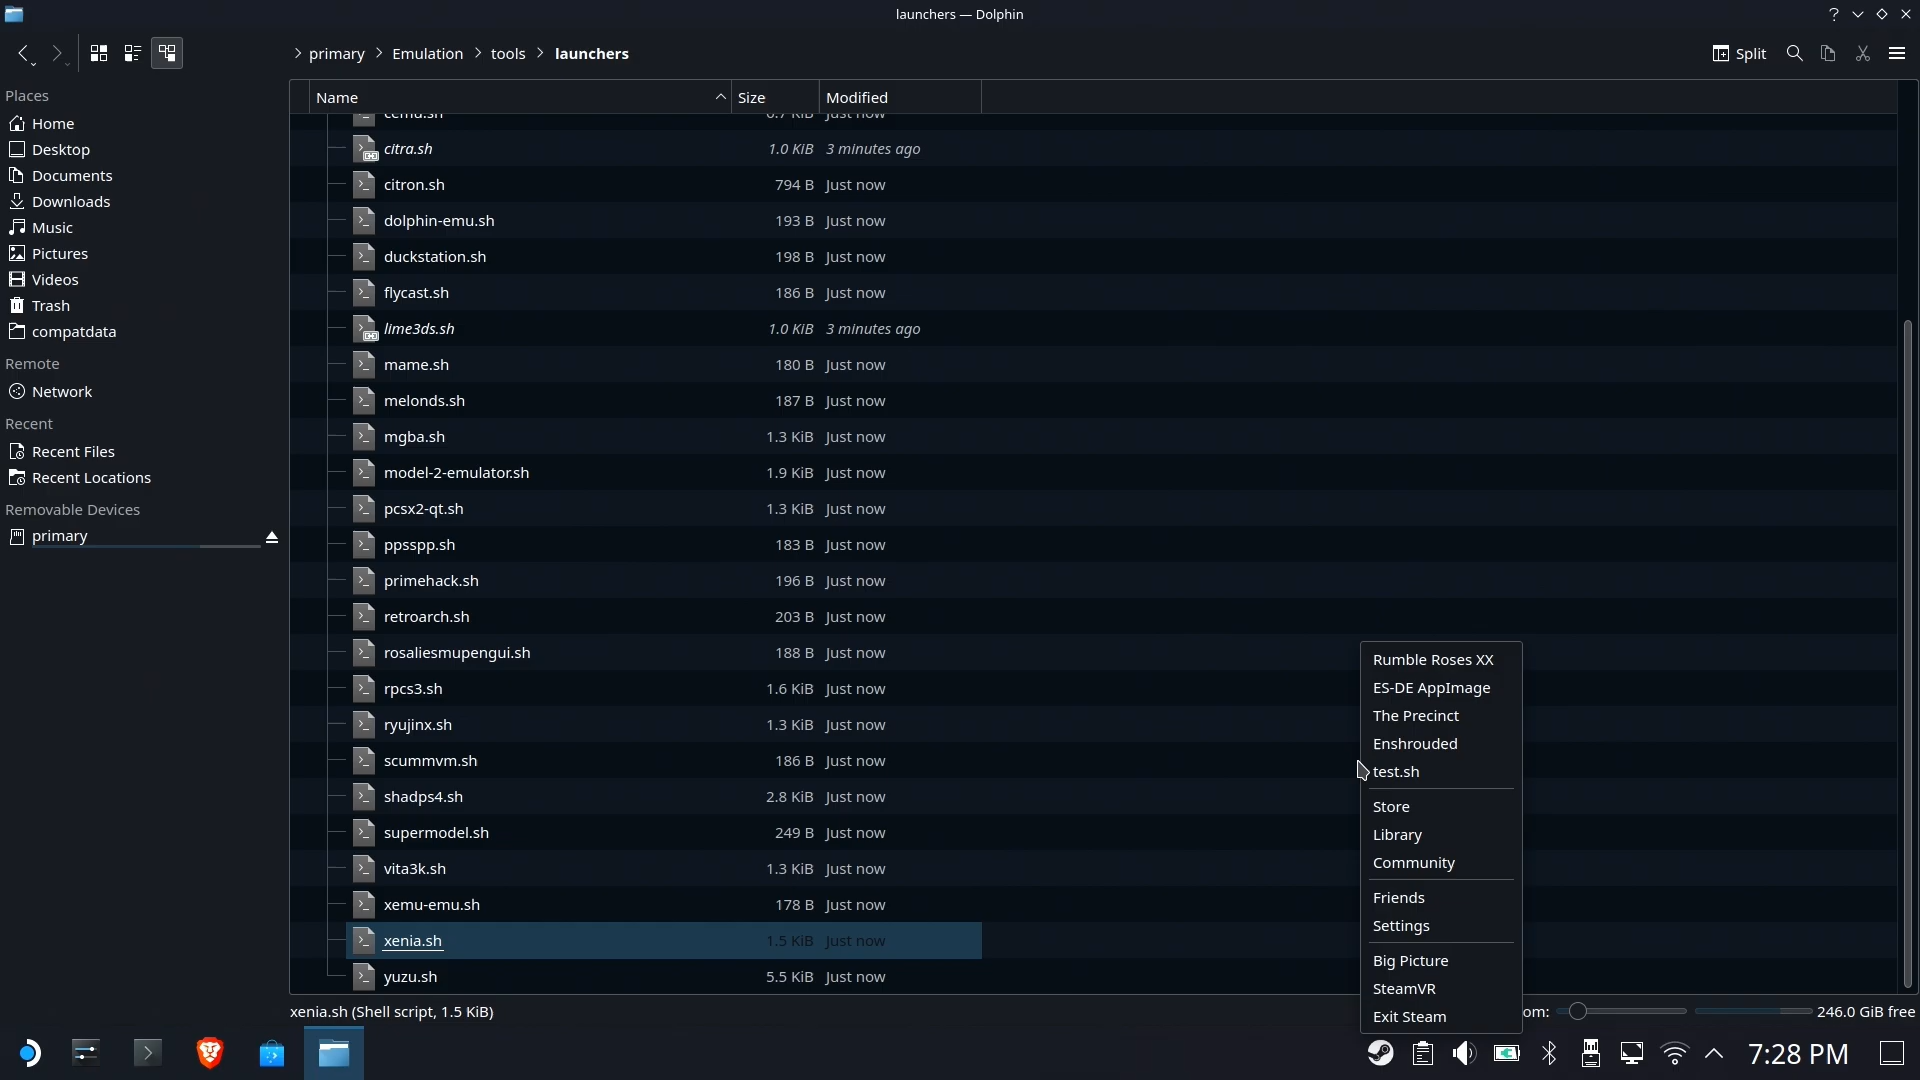 launchers — Dolphin
?
primary Emulation tools launchers
Split
Places
Home
Desktop
Documents
Downloads
Music
Pictures
Videos
Trash
compatdata
Remote
Network
Recent
Recent Files
Recent Locations
Removable Devices
primary
Name Size Modified
cemu.sh 6.7 KiB Just now
citra.sh 1.0 KiB 3 minutes ago
citron.sh 794 B Just now
dolphin-emu.sh 193 B Just now
duckstation.sh 198 B Just now
flycast.sh 186 B Just now
lime3ds.sh 1.0 KiB 3 minutes ago
mame.sh 180 B Just now
melonds.sh 187 B Just now
mgba.sh 1.3 KiB Just now
model-2-emulator.sh 1.9 KiB Just now
pcsx2-qt.sh 1.3 KiB Just now
ppsspp.sh 183 B Just now
primehack.sh 196 B Just now
retroarch.sh 203 B Just now
rosaliesmupengui.sh 188 B Just now
rpcs3.sh 1.6 KiB Just now
ryujinx.sh 1.3 KiB Just now
scummvm.sh 186 B Just now
shadps4.sh 2.8 KiB Just now
supermodel.sh 249 B Just now
vita3k.sh 1.3 KiB Just now
xemu-emu.sh 178 B Just now
xenia.sh 1.5 KiB Just now
yuzu.sh 5.5 KiB Just now
Rumble Roses XX
ES-DE AppImage
The Precinct
Enshrouded
test.sh
Store
Library
Community
Friends
Settings
Big Picture
SteamVR
Exit Steam
xenia.sh (Shell script, 1.5 KiB)
om: 246.0 GiB free
7:28 PM